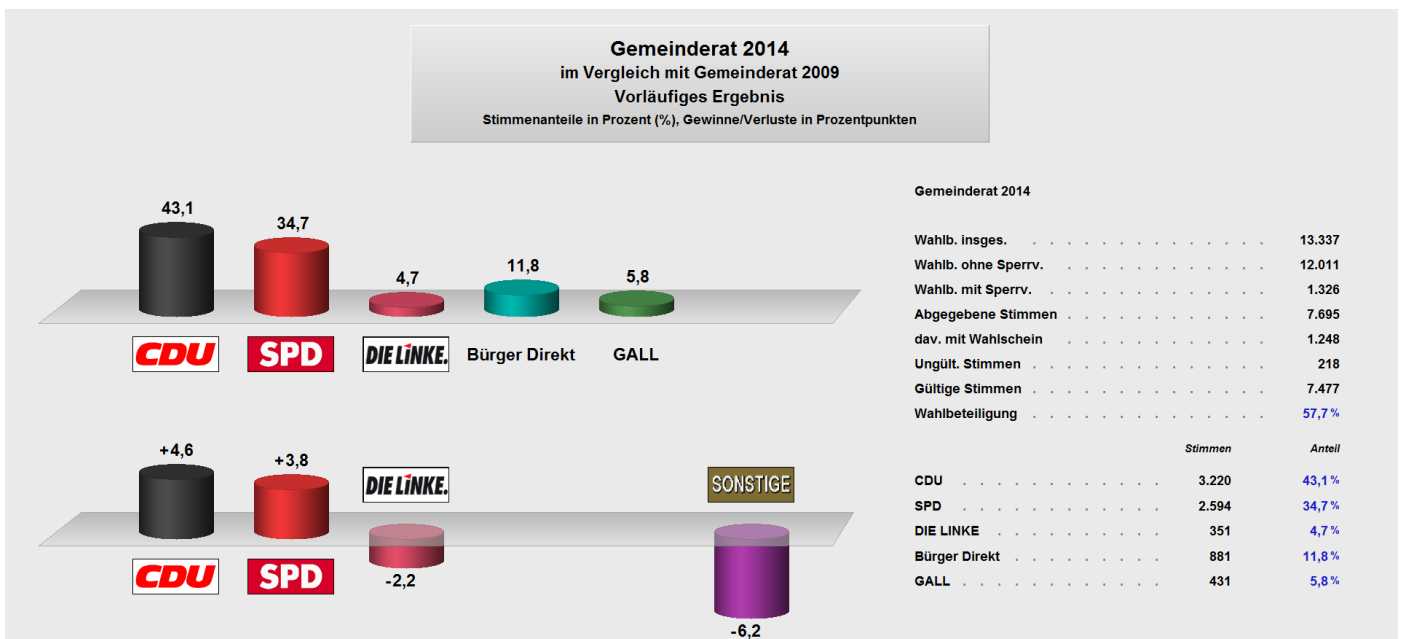 Gemeinderat 2014
im Vergleich mit Gemeinderat 2009
Vorläufiges Ergebnis
Stimmenanteile in Prozent (%), Gewinne/Verluste in Prozentpunkten
43,1
34,7
4,7
11,8
5,8
CDU
SPD
DIE LiNKE.
Bürger Direkt
GALL
+4,6
+3,8
DIE LiNKE.
SONSTIGE
CDU
SPD
-2,2
-6,2
Gemeinderat 2014
Wahlb. insges. . . . . . . . . . . . . . . 13.337
Wahlb. ohne Sperrv. . . . . . . . . . . . . 12.011
Wahlb. mit Sperrv. . . . . . . . . . . . . . 1.326
Abgegebene Stimmen . . . . . . . . . . . . 7.695
dav. mit Wahlschein . . . . . . . . . . . . 1.248
Ungült. Stimmen . . . . . . . . . . . . . . 218
Gültige Stimmen . . . . . . . . . . . . . . 7.477
Wahlbeteiligung . . . . . . . . . . . . . . 57,7 %
Stimmen Anteil
CDU . . . . . . . . . . . . 3.220 43,1 %
SPD . . . . . . . . . . . . 2.594 34,7 %
DIE LINKE . . . . . . . . . . 351 4,7 %
Bürger Direkt . . . . . . . . . 881 11,8 %
GALL . . . . . . . . . . . . 431 5,8 %